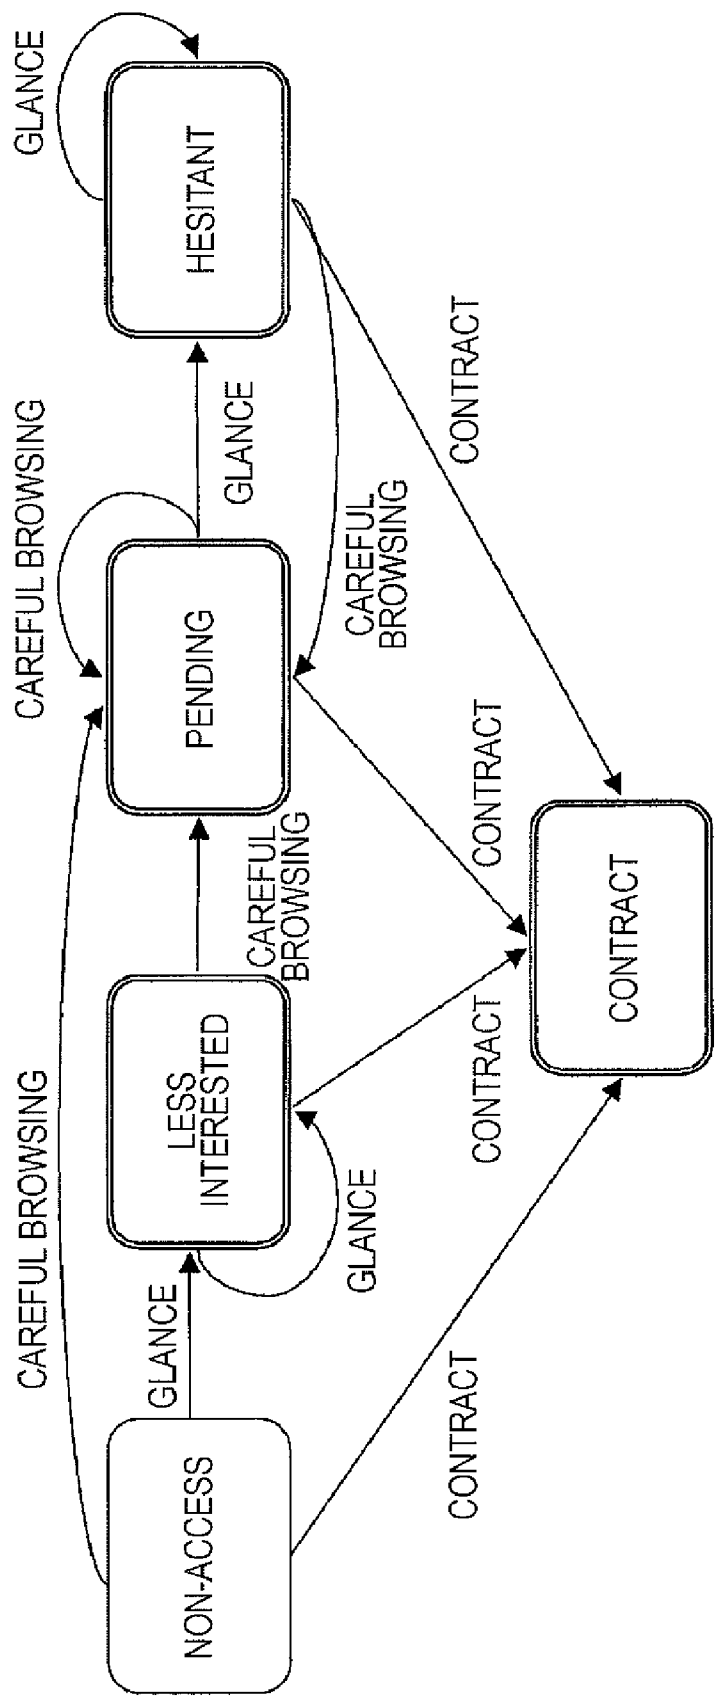 CAREFUL BROWSING
CAREFUL BROWSING
GLANCE
NON-ACCESS
GLANCE
LESS
INTERESTED
CAREFUL
BROWSING
PENDING
GLANCE
HESITANT
GLANCE
CAREFUL
BROWSING
CONTRACT
CONTRACT
CONTRACT
CONTRACT
CONTRACT